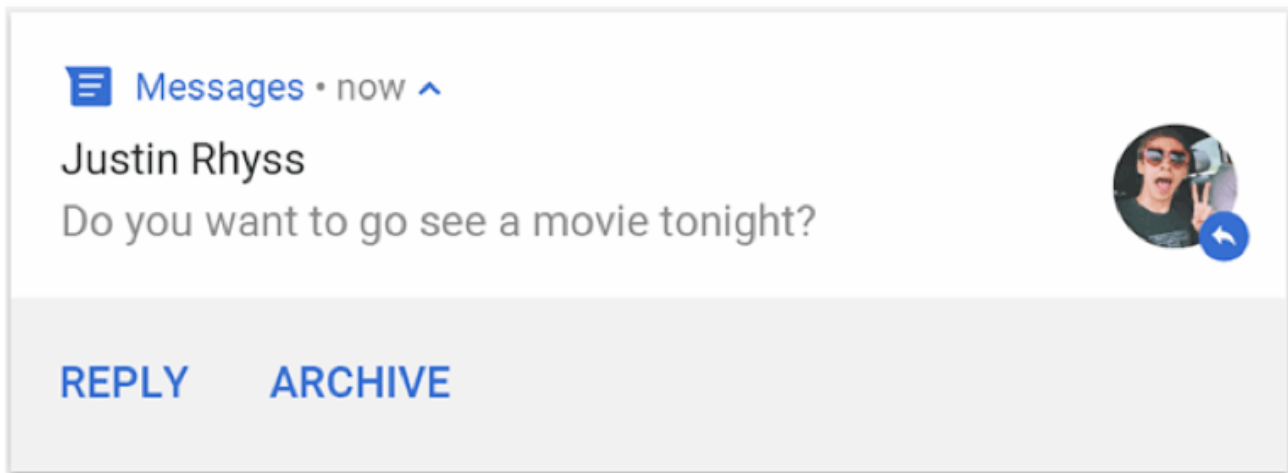 Messages • now
Justin Rhyss
Do you want to go see a movie tonight?
REPLY ARCHIVE